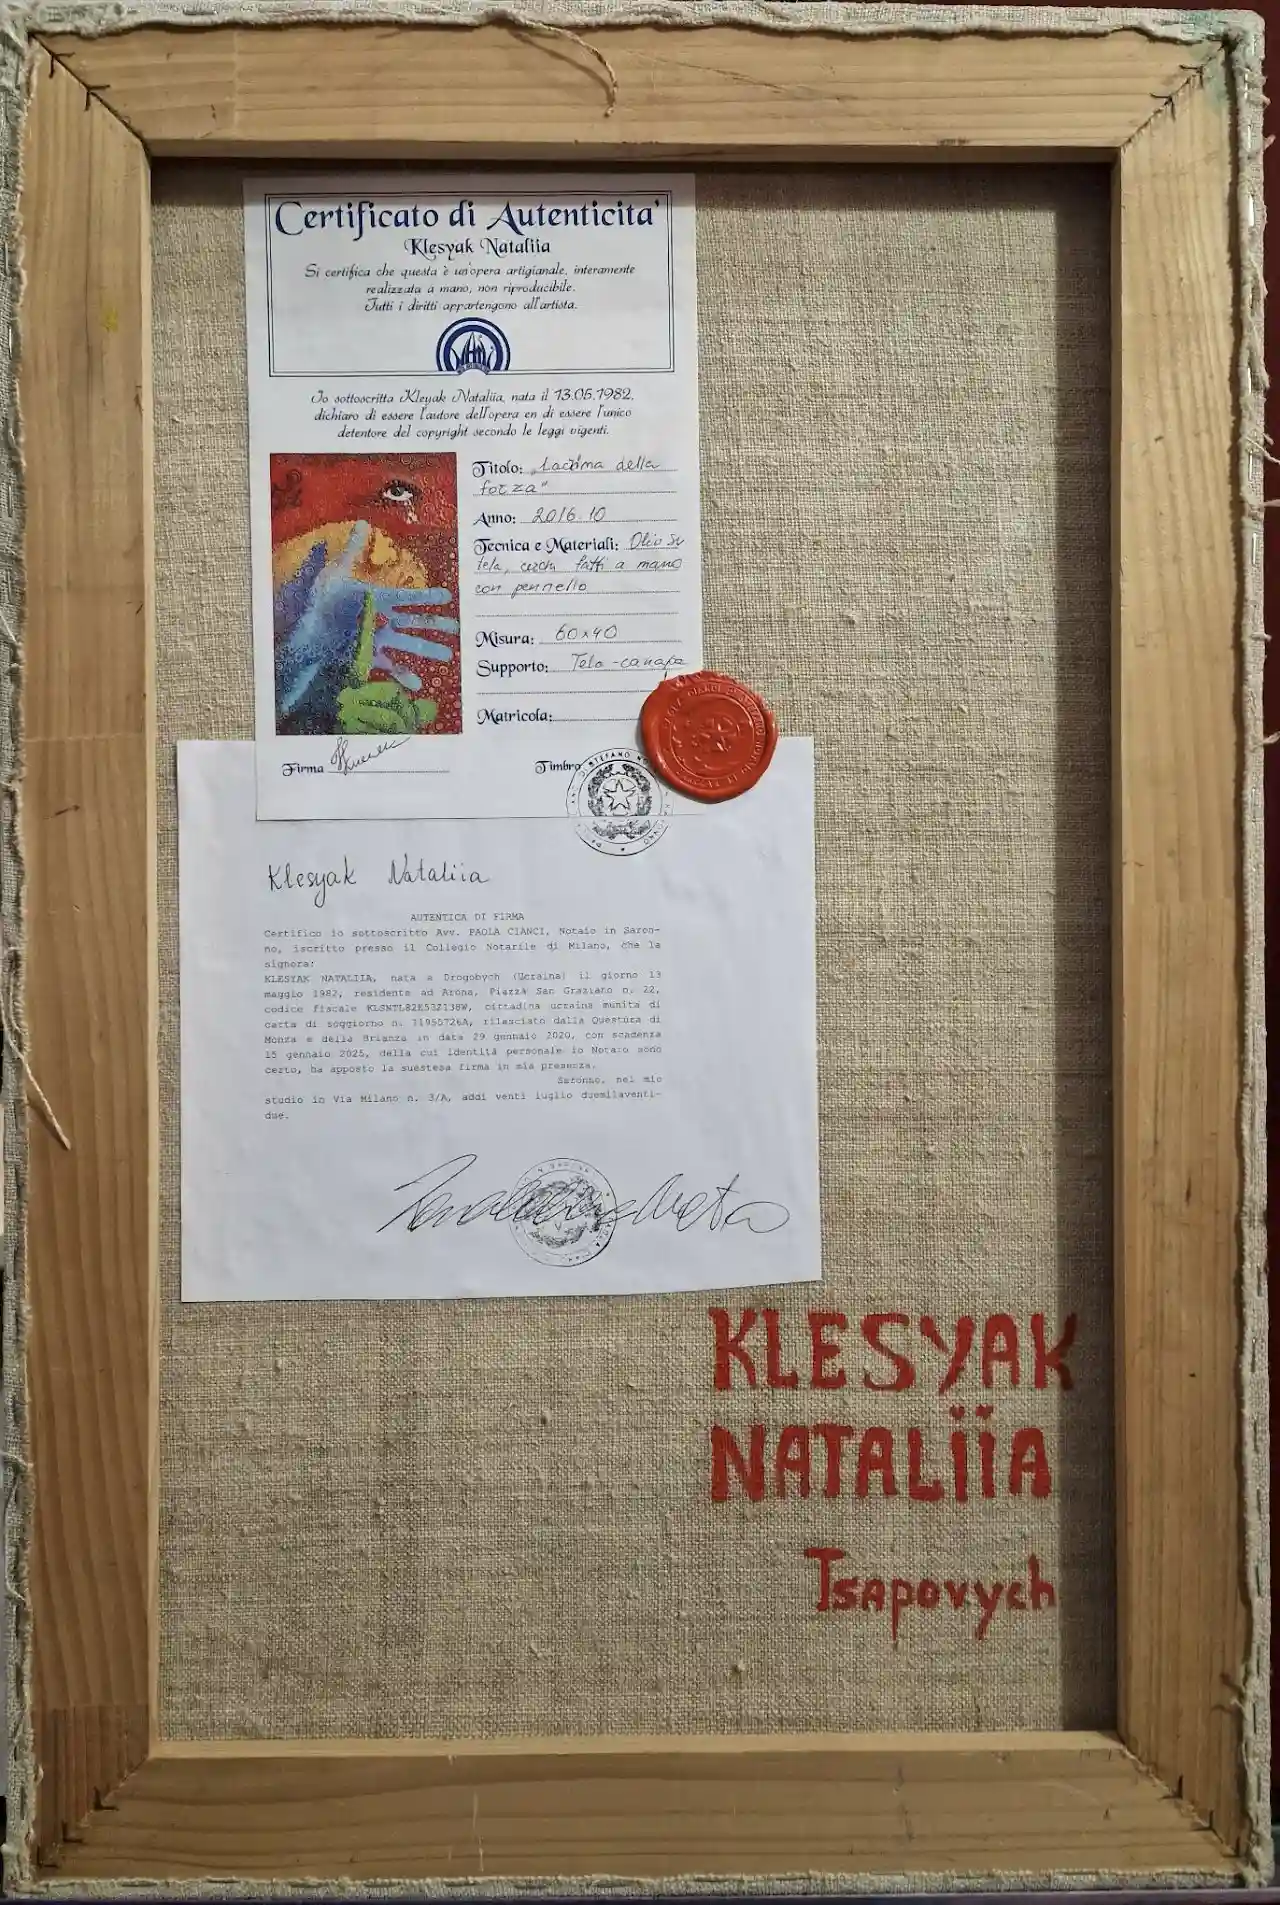 Certificato di Autenticita'
Klesyak Nataliia
Si certifica che questa è un'opera artigianale, interamente
realizzata a mano, non riproducibile.
Tutti i diritti appartengono all'artista.
Io sottoscritta Kleyak Nataliia, nata il 13.05.1982,
dichiaro di essere l'autore dell'opera en di essere l'unico
detentore del copyright secondo le leggi vigenti.
Titolo: „Lacrima della
forza"
Anno: 2016.10
Tecnica e Materiali: Olio su
tela, cerchi fatti a mano
con pennello
Misura: 60x40
Supporto: Tela-canapa
Matricola:
Firma
Timbro
Klesyak Nataliia
AUTENTICA DI FIRMA
Certifico io sottoscritto Avv. PAOLA CIANCI, Notaio in Saron-
no, iscritto presso il Collegio Notarile di Milano, che la
signora:
KLESYAK NATALIIA, nata a Drogobych (Ucraina) il giorno 13
maggio 1982, residente ad Arona, Piazza San Graziano n. 22,
codice fiscale KLSNTL82E53Z138W, cittadina ucraina munita di
carta di soggiorno n. I1950726A, rilasciato dalla Questura di
Monza e della Brianza in data 29 gennaio 2020, con scadenza
15 gennaio 2025, della cui identità personale io Notaio sono
certo, ha apposto la suestesa firma in mia presenza.
Saronno, nel mio
studio in Via Milano n. 3/A, addì venti luglio duemilaventi-
due.
KLESYAK
NATALIIA
Tsapovych